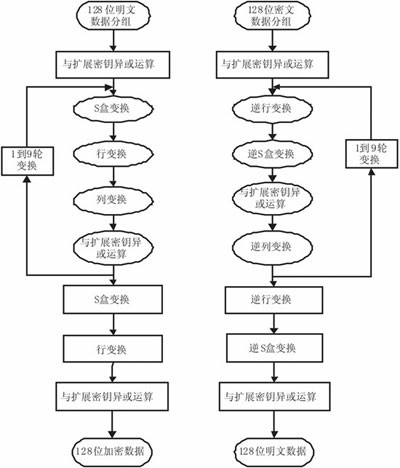 128位明文
数据分组
与扩展密钥异或运算
S盒变换
行变换
列变换
与扩展密钥异
或运算
1到9轮
变换
S盒变换
行变换
与扩展密钥异或运算
128位加密数据
128位密文
数据分组
与扩展密钥异或运算
逆行变换
逆S盒变换
与扩展密钥异
或运算
逆列变换
1到9轮
变换
逆行变换
逆S盒变换
与扩展密钥异或运算
128位明文数据